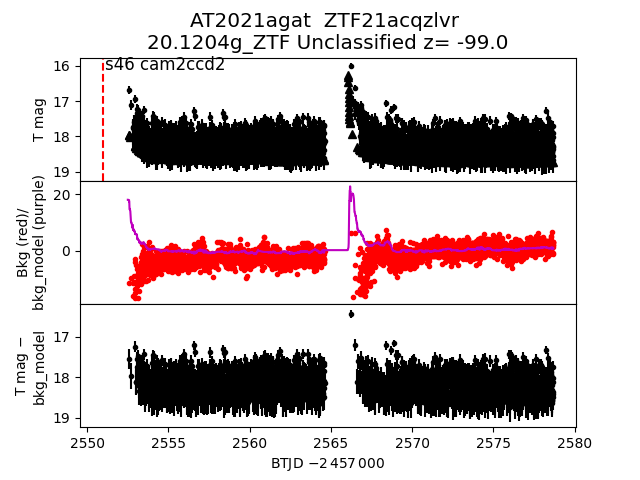 AT2021agat  ZTF21acqzlvr
20.1204g_ZTF Unclassified z= -99.0
s46 cam2ccd2
16
17
18
19
T mag
20
0
Bkg (red)/
bkg_model (purple)
17
18
19
T mag −
bkg_model
2550
2555
2560
2565
2570
2575
2580
BTJD −2 457 000